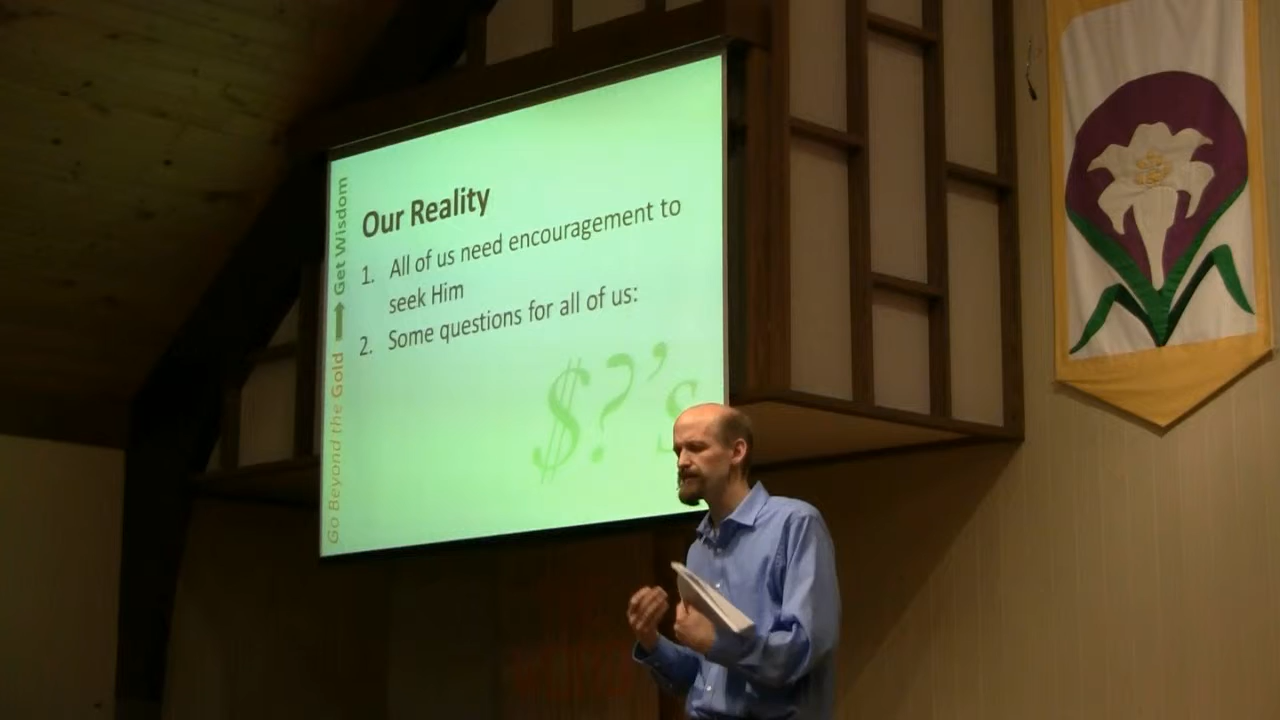 Our Reality
1. All of us need encouragement to
seek Him
2. Some questions for all of us:
$?'s
Go Beyond the Gold → Get Wisdom